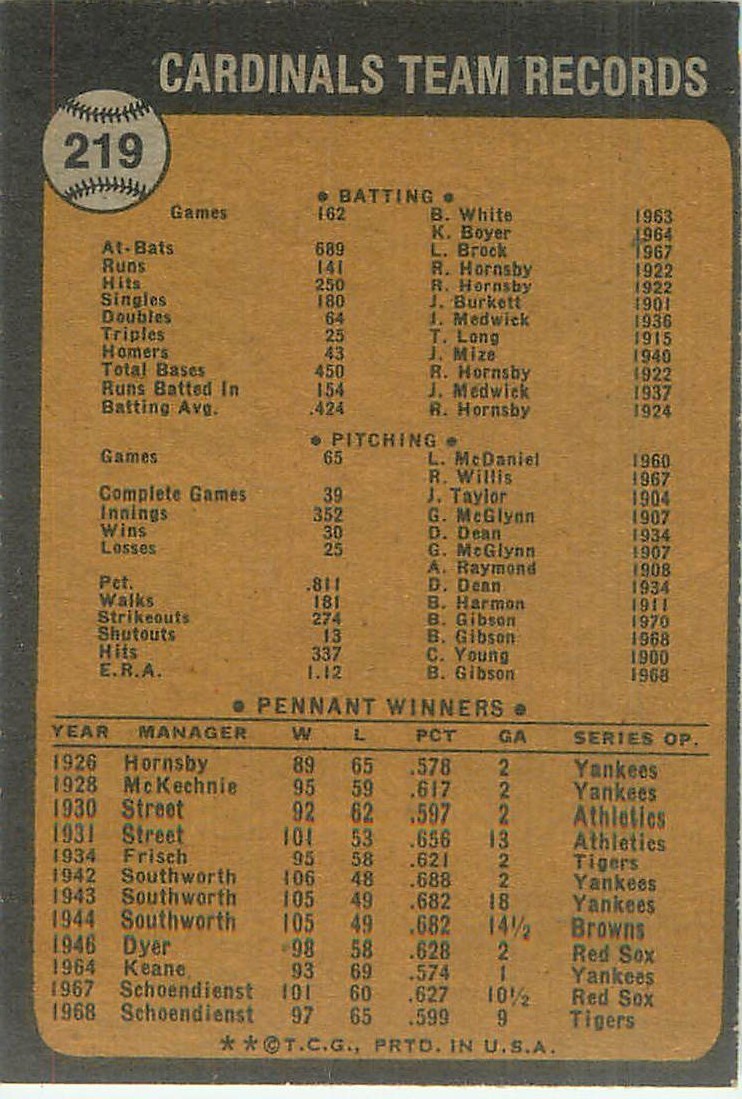 CARDINALS TEAM RECORDS
219
● BATTING ●
Games 162 B. White 1963
K. Boyer 1964
At-Bats 689 L. Brock 1967
Runs 141 R. Hornsby 1922
Hits 250 R. Hornsby 1922
Singles 180 J. Burkett 1901
Doubles 64 J. Medwick 1936
Triples 25 T. Long 1915
Homers 43 J. Mize 1940
Total Bases 450 R. Hornsby 1922
Runs Batted In 154 J. Medwick 1937
Batting Avg. .424 R. Hornsby 1924
● PITCHING ●
Games 65 L. McDaniel 1960
R. Willis 1967
Complete Games 39 J. Taylor 1904
Innings 352 G. McGlynn 1907
Wins 30 D. Dean 1934
Losses 25 G. McGlynn 1907
A. Raymond 1908
Pct. .811 D. Dean 1934
Walks 181 B. Harmon 1911
Strikeouts 274 B. Gibson 1970
Shutouts 13 B. Gibson 1968
Hits 337 C. Young 1900
E.R.A. 1.12 B. Gibson 1968
● PENNANT WINNERS ●
YEAR MANAGER W L PCT GA SERIES OP.
1926 Hornsby 89 65 .578 2 Yankees
1928 McKechnie 95 59 .617 2 Yankees
1930 Street 92 62 .597 2 Athletics
1931 Street 101 53 .656 13 Athletics
1934 Frisch 95 58 .621 2 Tigers
1942 Southworth 106 48 .688 2 Yankees
1943 Southworth 105 49 .682 18 Yankees
1944 Southworth 105 49 .682 14½ Browns
1946 Dyer 98 58 .628 2 Red Sox
1964 Keane 93 69 .574 1 Yankees
1967 Schoendienst 101 60 .627 10½ Red Sox
1968 Schoendienst 97 65 .599 9 Tigers
* * © T.C.G., PRTD. IN U.S.A.